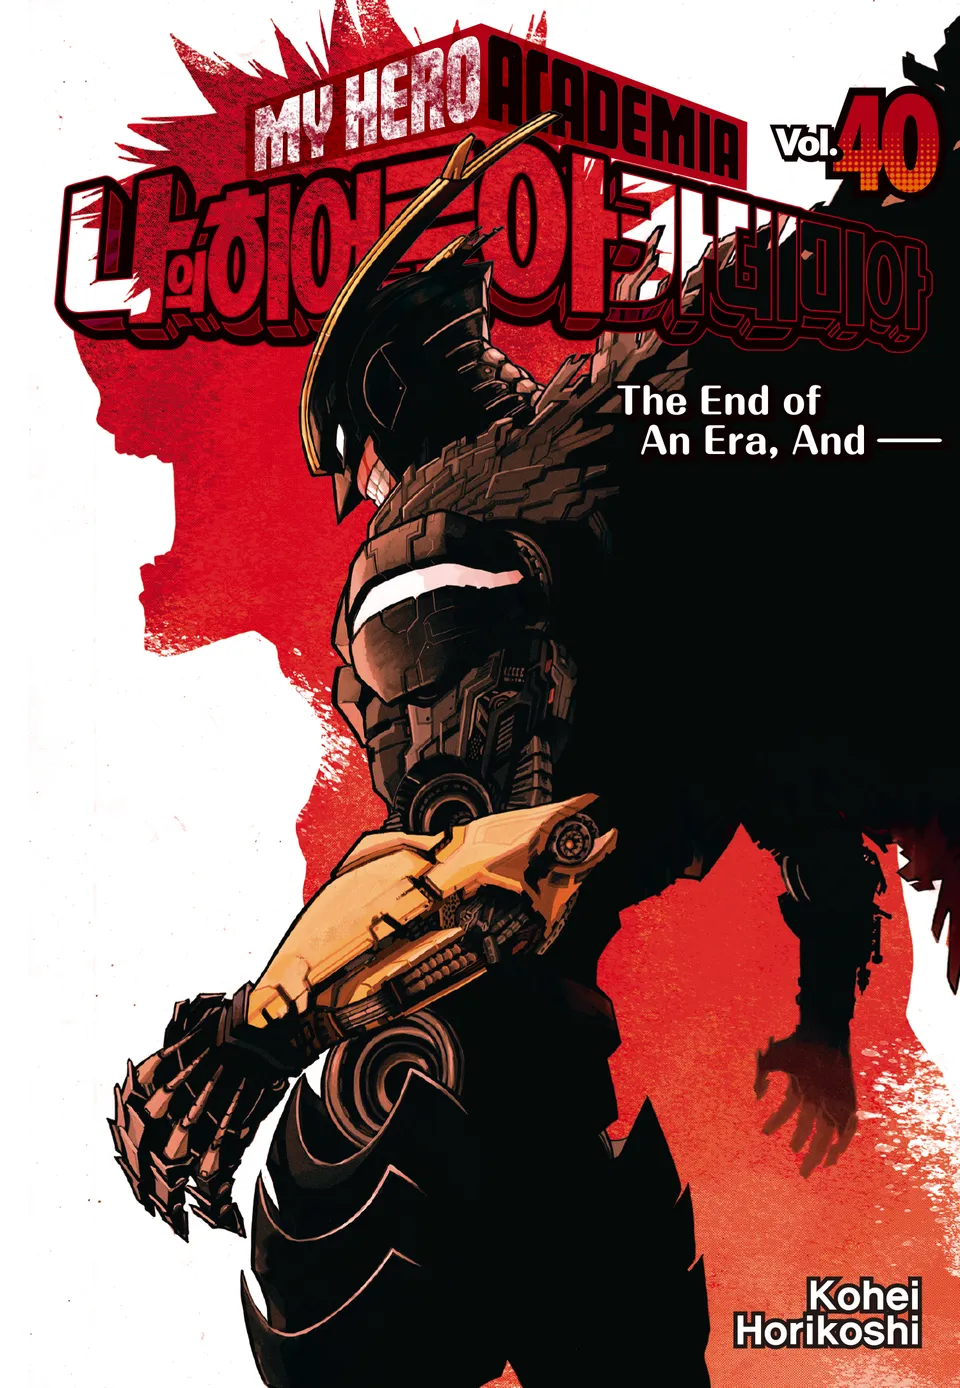 MY HERO ACADEMIA
Vol. 40
나의 히어로 아카데미아
The End of
An Era, And —
Kohei
Horikoshi